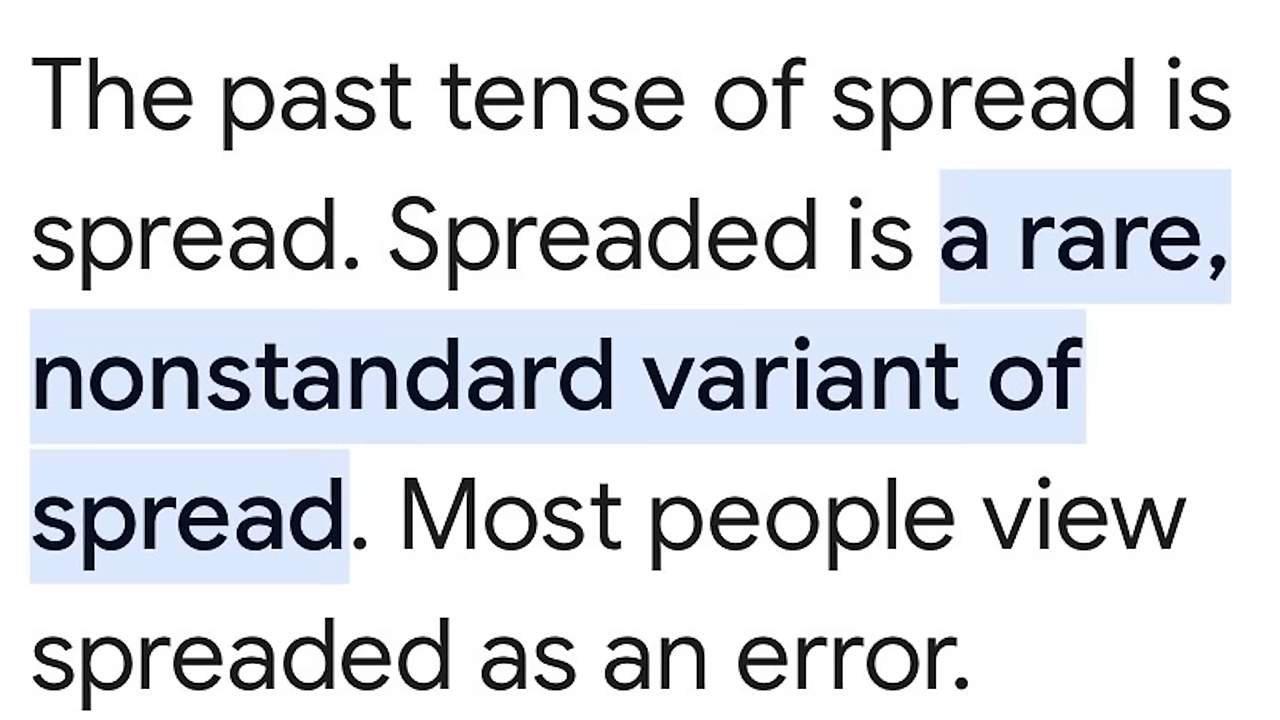 The past tense of spread is
spread. Spreaded is a rare,
nonstandard variant of
spread. Most people view
spreaded as an error.